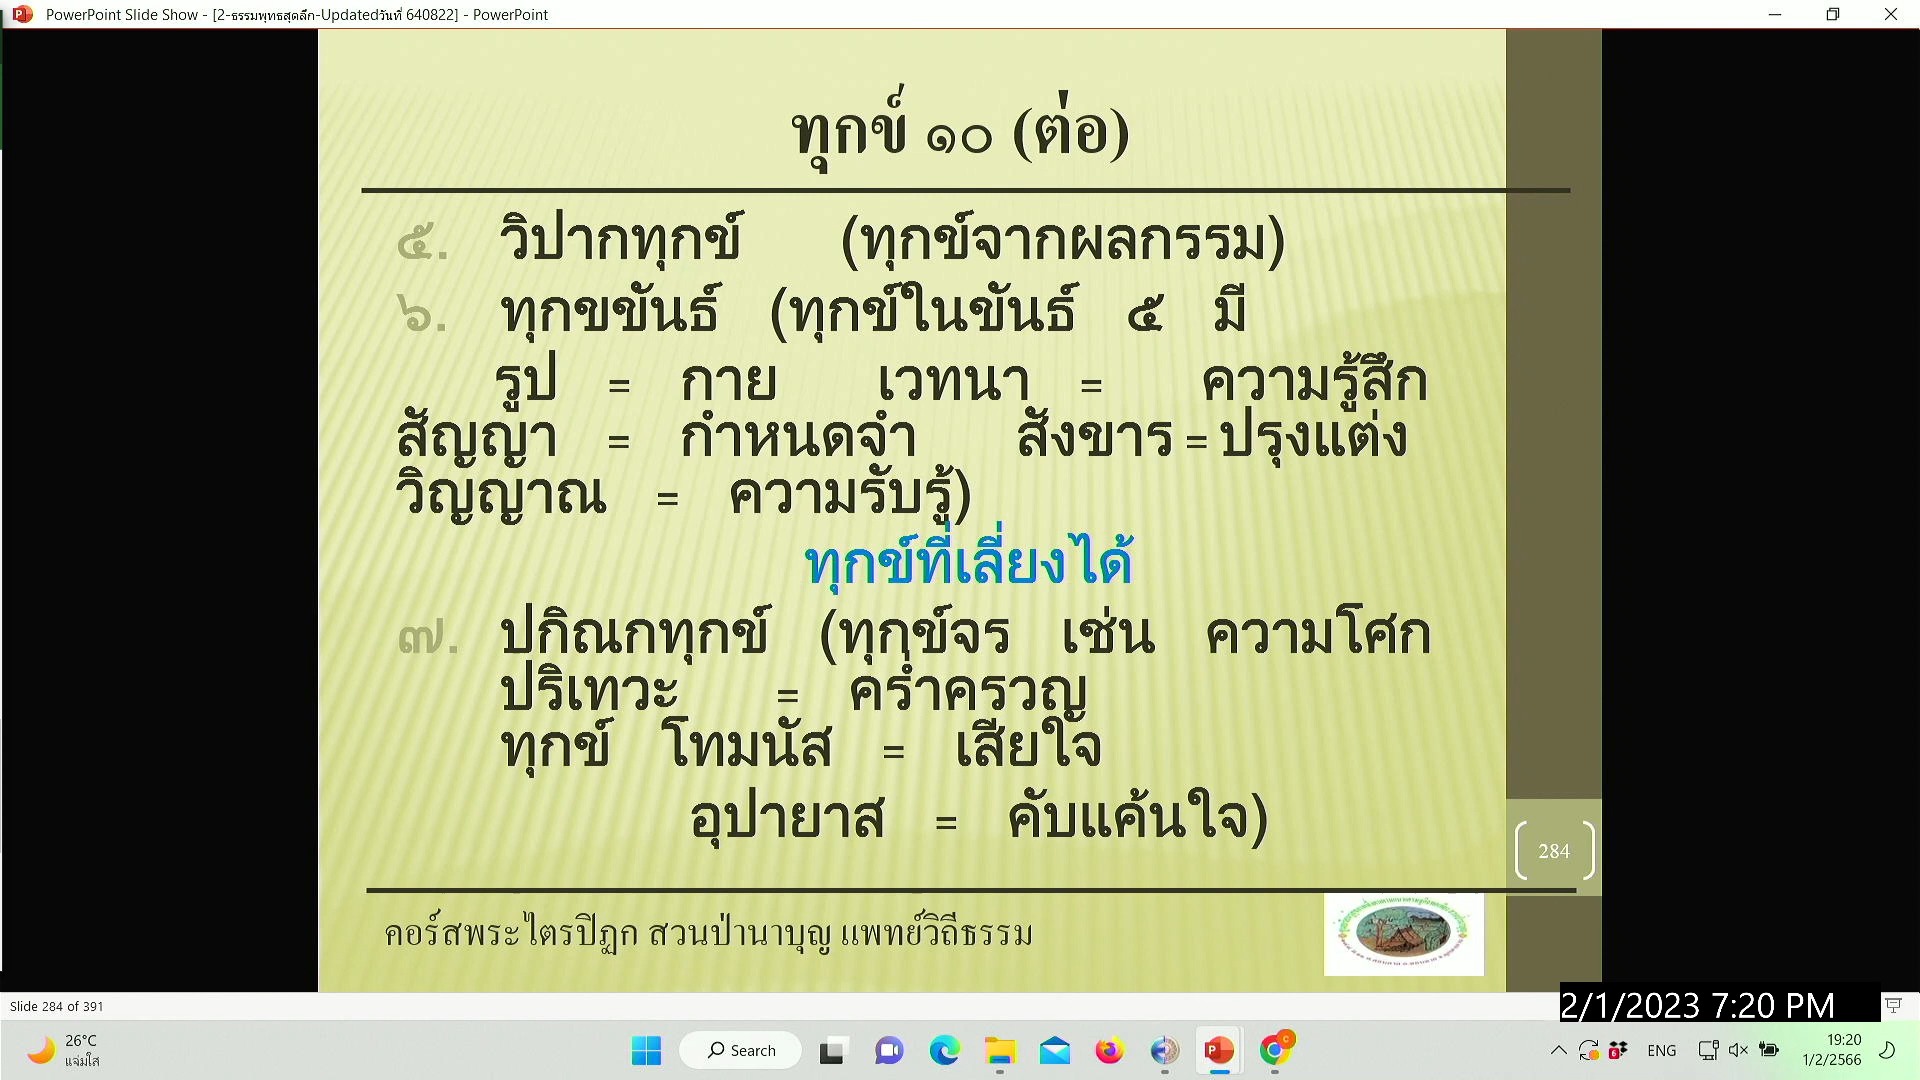 PowerPoint Slide Show - [2-ธรรมพุทธสุดลึก-Updatedวันที่ 640822] - PowerPoint
ทุกข์ ๑๐ (ต่อ)
๕. วิปากทุกข์ (ทุกข์จากผลกรรม)
๖. ทุกขขันธ์ (ทุกข์ในขันธ์ ๕ มี
รูป = กาย เวทนา = ความรู้สึก
สัญญา = กำหนดจำ สังขาร = ปรุงแต่ง
วิญญาณ = ความรับรู้)
ทุกข์ที่เลี่ยงได้
๗. ปกิณกทุกข์ (ทุกข์จร เช่น ความโศก
ปริเทวะ = คร่ำครวญ
ทุกข์ โทมนัส = เสียใจ
อุปายาส = คับแค้นใจ)
284
คอร์สพระไตรปิฎก สวนป่านาบุญ แพทย์วิถีธรรม
Slide 284 of 391
2/1/2023 7:20 PM
26°C
แจ่มใส
Search
6
C
ENG
19:20
1/2/2566